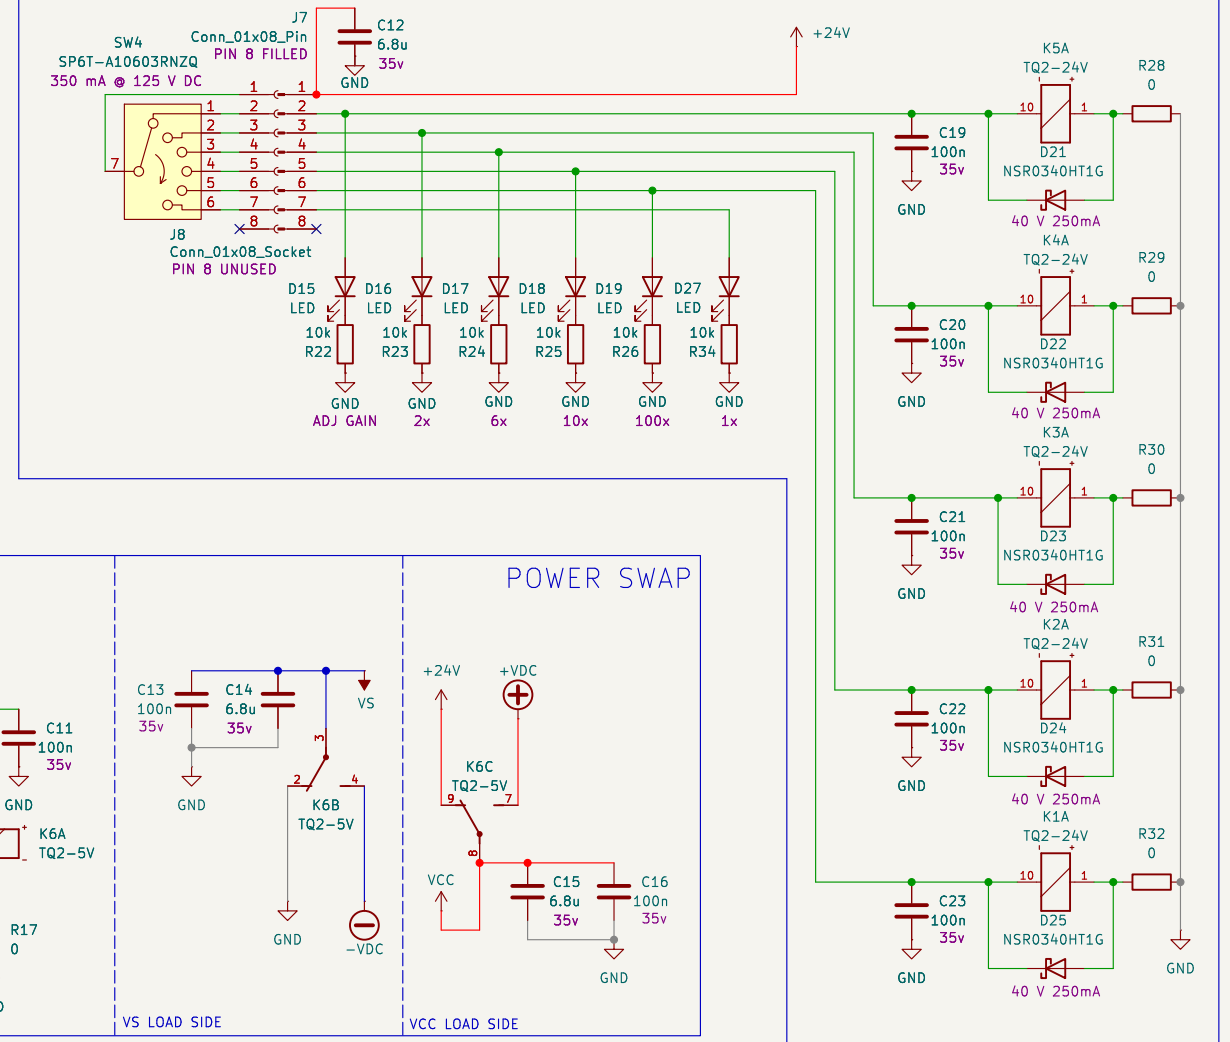 J7
Conn_01x08_Pin
PIN 8 FILLED
C12
6.8u
35v
GND
+24V
SW4
SP6T-A10603RNZQ
350 mA @ 125 V DC
1 1
2 2
3 3
4 4
5 5
6 6
7 7
8 8
1
2
3
4
5
6
7
J8
Conn_01x08_Socket
PIN 8 UNUSED
D15
LED
10k
R22
GND
ADJ GAIN
D16
LED
10k
R23
GND
2x
D17
LED
10k
R24
GND
6x
D18
LED
10k
R25
GND
10x
D19
LED
10k
R26
GND
100x
D27
LED
10k
R34
GND
1x
K5A
TQ2-24V
10 1
R28
0
C19
100n
35v
GND
D21
NSR0340HT1G
40 V 250mA
K4A
TQ2-24V
10 1
R29
0
C20
100n
35v
GND
D22
NSR0340HT1G
40 V 250mA
K3A
TQ2-24V
10 1
R30
0
C21
100n
35v
GND
D23
NSR0340HT1G
40 V 250mA
K2A
TQ2-24V
10 1
R31
0
C22
100n
35v
GND
D24
NSR0340HT1G
40 V 250mA
K1A
TQ2-24V
10 1
R32
0
C23
100n
35v
GND
D25
NSR0340HT1G
40 V 250mA
GND
POWER SWAP
C11
100n
35v
GND
K6A
TQ2-5V
R17
0
C13
100n
35v
C14
6.8u
35v
VS
GND
3
2 4
K6B
TQ2-5V
GND
-VDC
VS LOAD SIDE
+24V
+VDC
K6C
TQ2-5V
9 7
8
VCC
C15
6.8u
35v
C16
100n
35v
GND
VCC LOAD SIDE